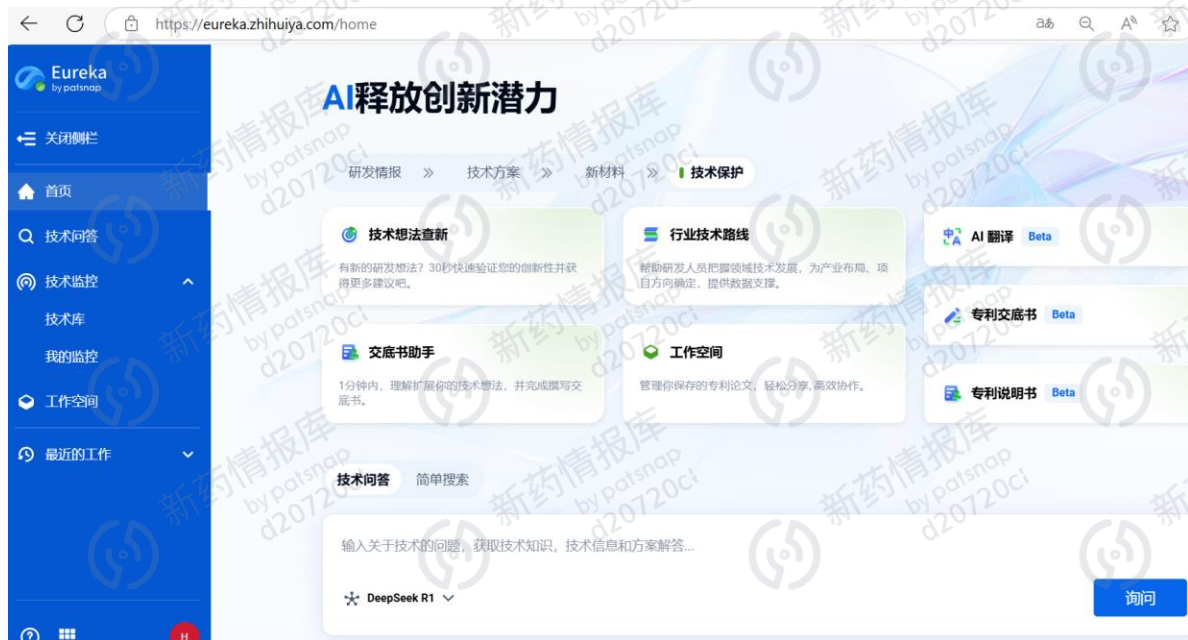 https://eureka.zhihuiya.com/home
aあ
Eureka
by patsnap
关闭侧栏
首页
技术问答
技术监控
技术库
我的监控
工作空间
最近的工作
H
AI释放创新潜力
研发情报 >> 技术方案 >> 新材料 >> 技术保护
技术想法查新
有新的研发想法？30秒快速验证您的创新性并获
得更多建议吧。
行业技术路线
帮助研发人员把握领域技术发展，为产业布局、项
目方向确定，提供数据支撑。
AI 翻译 Beta
专利交底书 Beta
交底书助手
1分钟内，理解扩展你的技术想法，并完成撰写交
底书。
工作空间
管理你保存的专利论文，轻松分享,高效协作。
专利说明书 Beta
技术问答 简单搜索
输入关于技术的问题，获取技术知识，技术信息和方案解答...
DeepSeek R1
询问
新药情报库
by patsnap
d20720ci